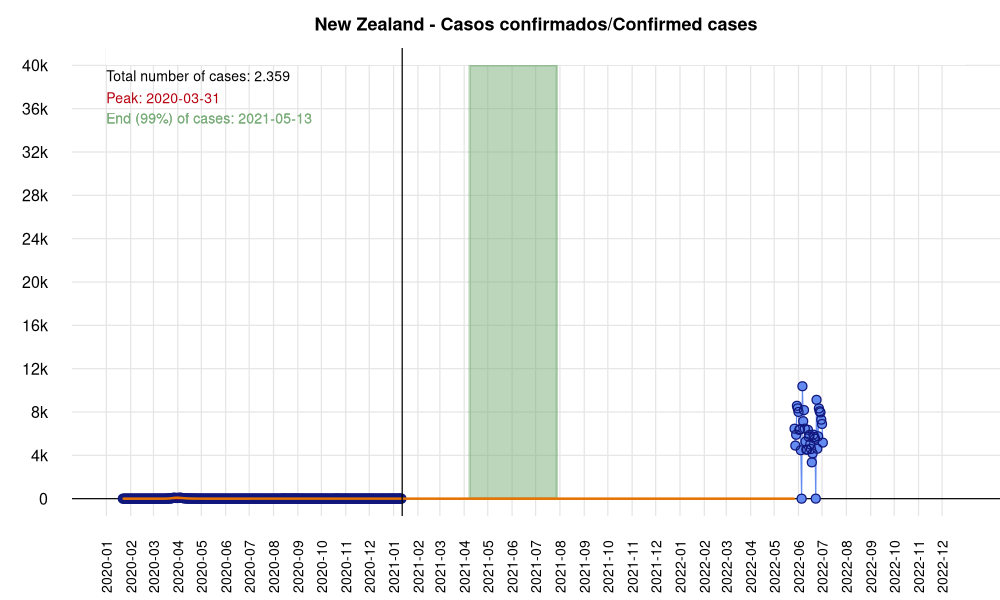 New Zealand - Casos confirmados/Confirmed cases
40k
36k
32k
28k
24k
20k
16k
12k
8k
4k
0
Total number of cases: 2.359
Peak: 2020-03-31
End (99%) of cases: 2021-05-13
2020-01
2020-02
2020-03
2020-04
2020-05
2020-06
2020-07
2020-08
2020-09
2020-10
2020-11
2020-12
2021-01
2021-02
2021-03
2021-04
2021-05
2021-06
2021-07
2021-08
2021-09
2021-10
2021-11
2021-12
2022-01
2022-02
2022-03
2022-04
2022-05
2022-06
2022-07
2022-08
2022-09
2022-10
2022-11
2022-12